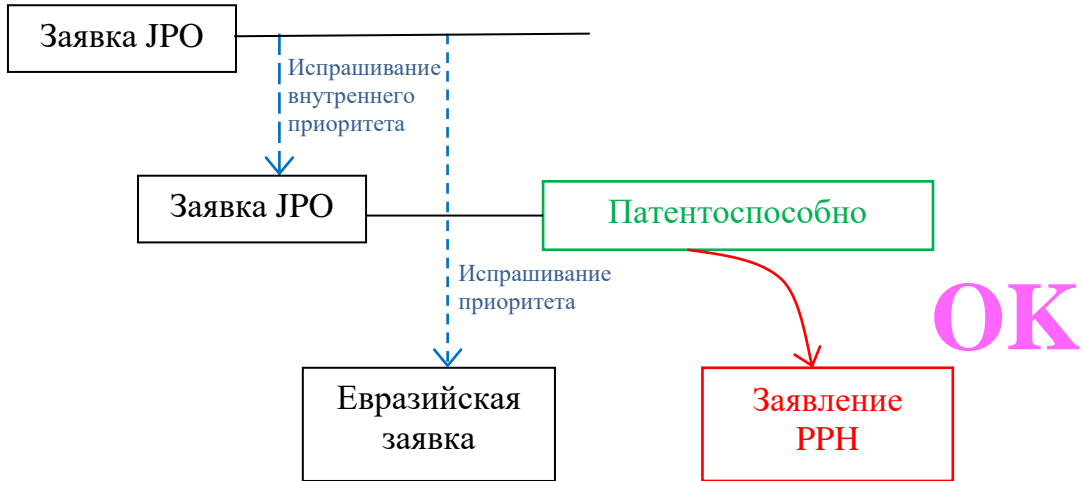 Заявка JPO
Испрашивание
внутреннего
приоритета
Заявка JPO
Патентоспособно
Испрашивание
приоритета
OK
Евразийская
заявка
Заявление
PPH